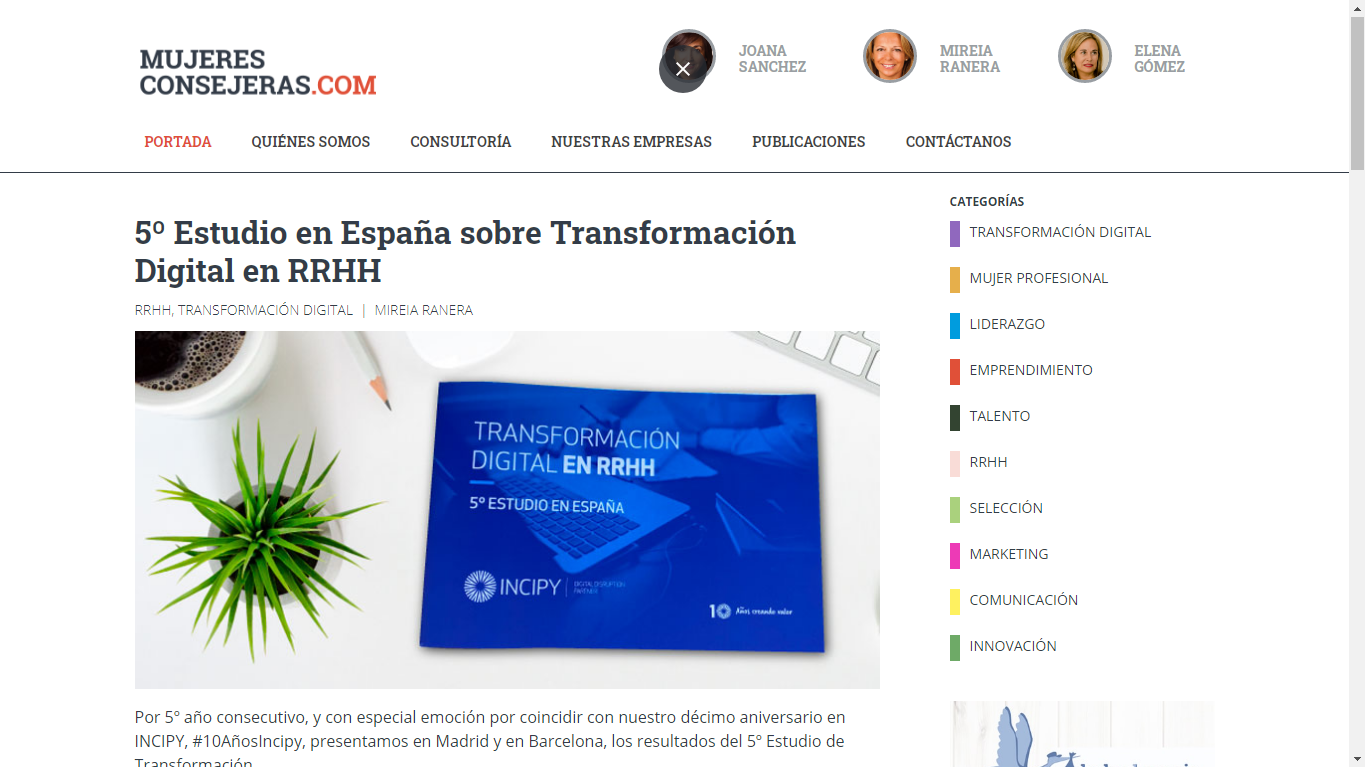 MUJERES
CONSEJERAS.COM
JOANA
SANCHEZ
MIREIA
RANERA
ELENA
GÓMEZ
PORTADA
QUIÉNES SOMOS
CONSULTORÍA
NUESTRAS EMPRESAS
PUBLICACIONES
CONTÁCTANOS
5º Estudio en España sobre Transformación
Digital en RRHH
RRHH, TRANSFORMACIÓN DIGITAL | MIREIA RANERA
TRANSFORMACIÓN
DIGITAL EN RRHH
5º ESTUDIO EN ESPAÑA
INCIPY
DIGITAL DISRUPTION
PARTNER
10 Años creando valor
Por 5º año consecutivo, y con especial emoción por coincidir con nuestro décimo aniversario en
INCIPY, #10AñosIncipy, presentamos en Madrid y en Barcelona, los resultados del 5º Estudio de
Transformación
CATEGORÍAS
TRANSFORMACIÓN DIGITAL
MUJER PROFESIONAL
LIDERAZGO
EMPRENDIMIENTO
TALENTO
RRHH
SELECCIÓN
MARKETING
COMUNICACIÓN
INNOVACIÓN